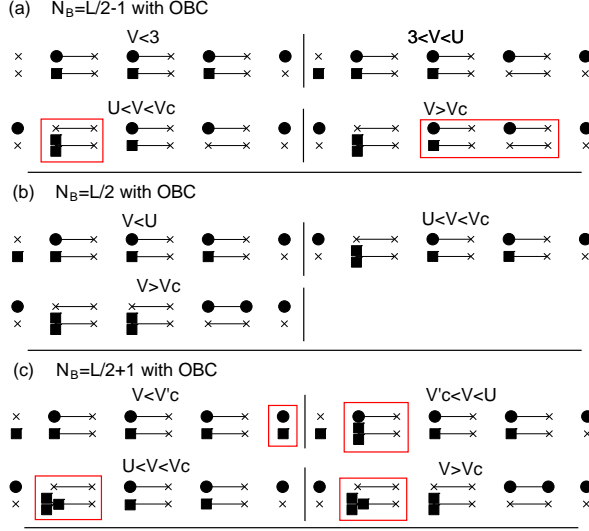 (a) N_B=L/2-1 with OBC
V<3 3<V<U
U<V<Vc V>Vc
(b) N_B=L/2 with OBC
V<U U<V<Vc
V>Vc
(c) N_B=L/2+1 with OBC
V<V'c V'c<V<U
U<V<Vc V>Vc